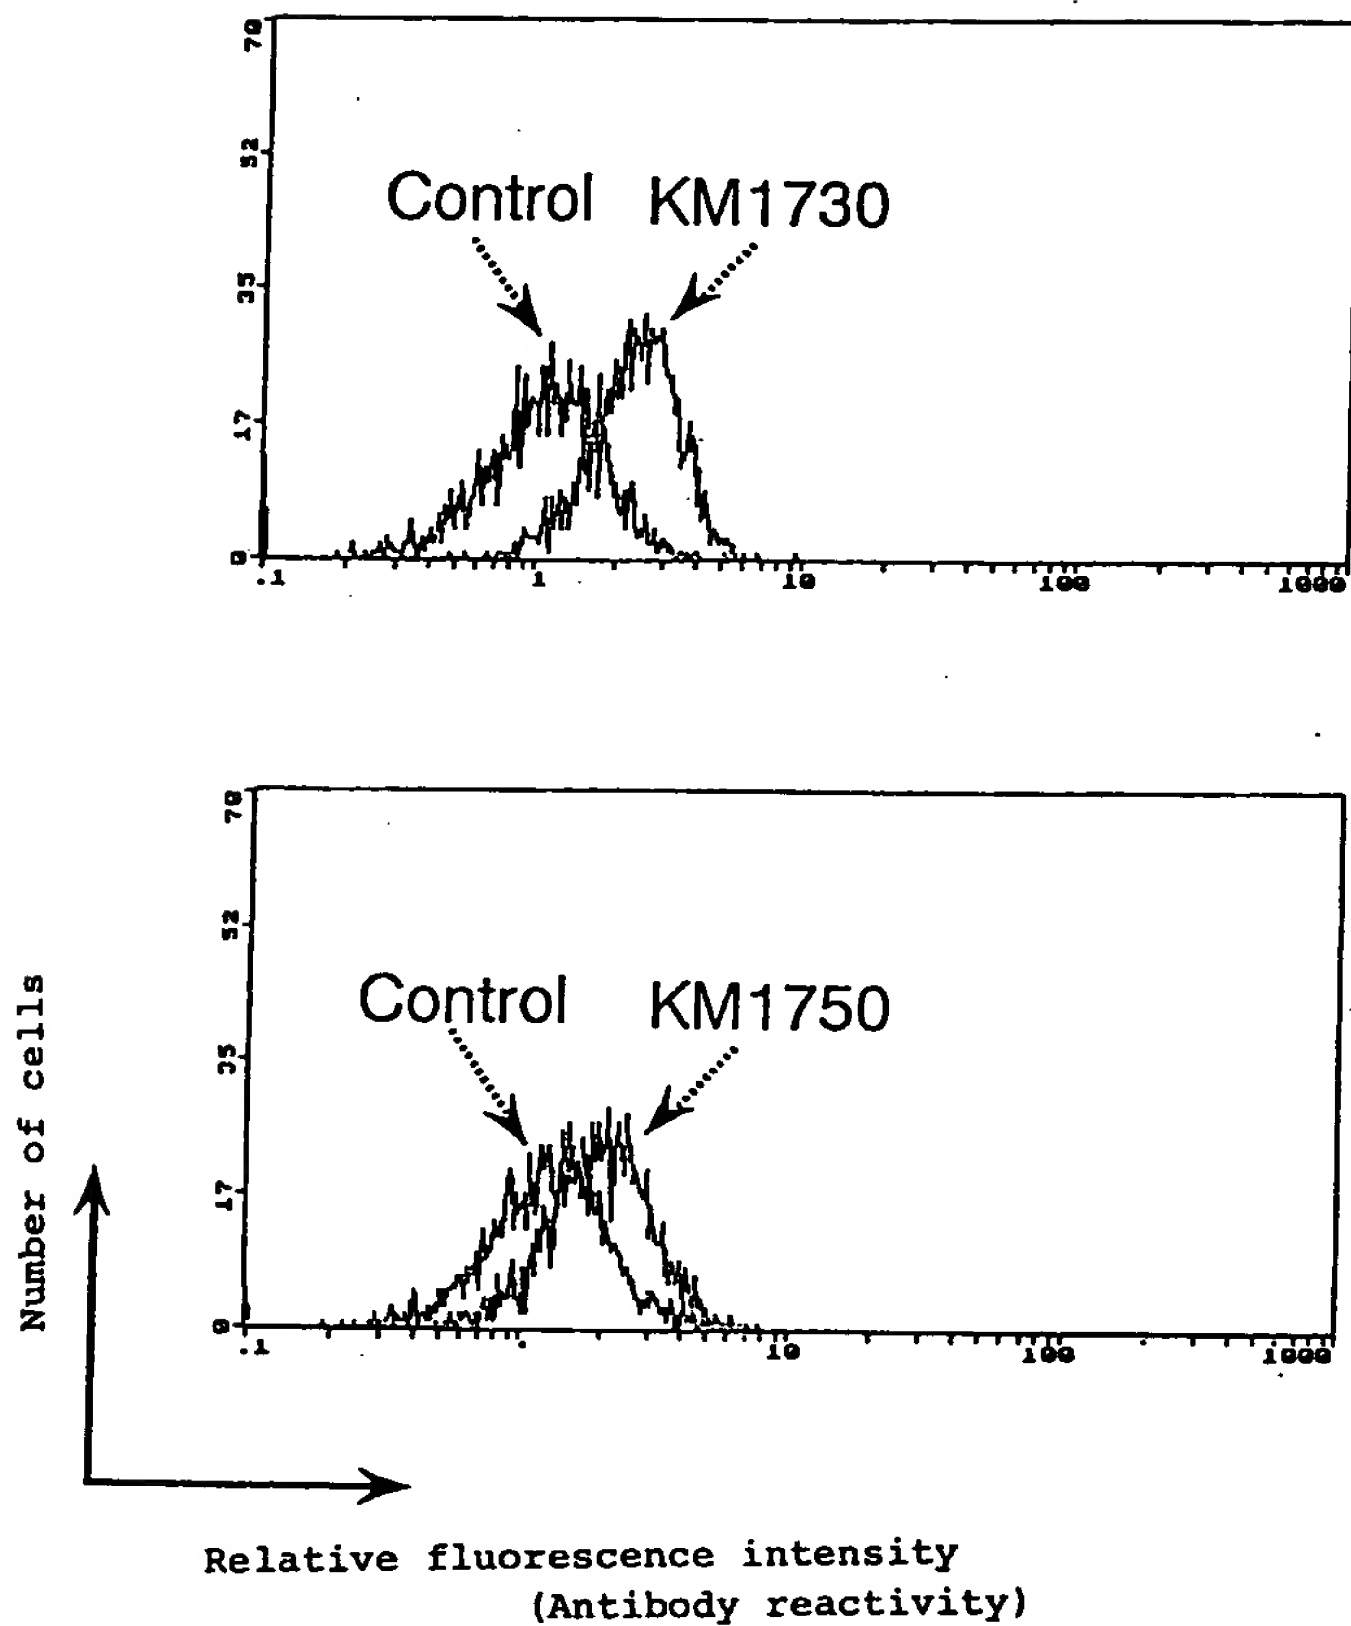 70
52
Control KM1730
35
17
0
.1 1 10 100 1000
70
52
Control KM1750
35
17
0
.1 10 100 1000
Number of cells
Relative fluorescence intensity
(Antibody reactivity)